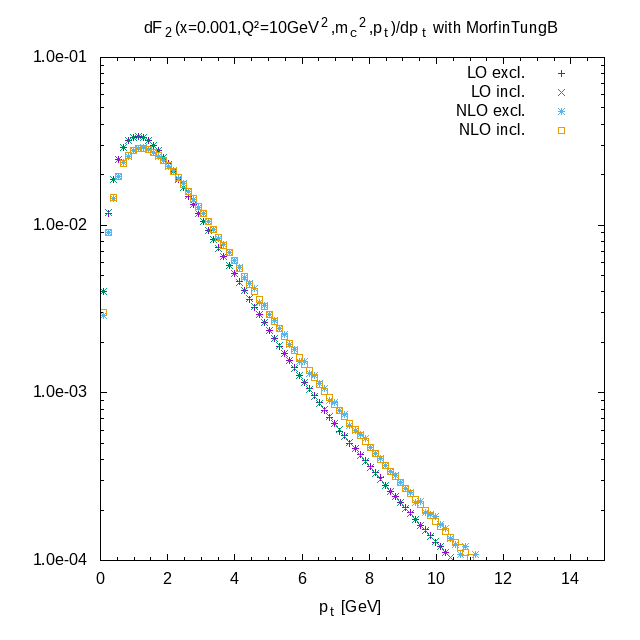 dF2(x=0.001,Q²=10GeV2,mc2,pt)/dpt with MorfinTungB
1.0e-01
LO excl.
LO incl.
NLO excl.
NLO incl.
1.0e-02
1.0e-03
1.0e-04
0 2 4 6 8 10 12 14
pt [GeV]